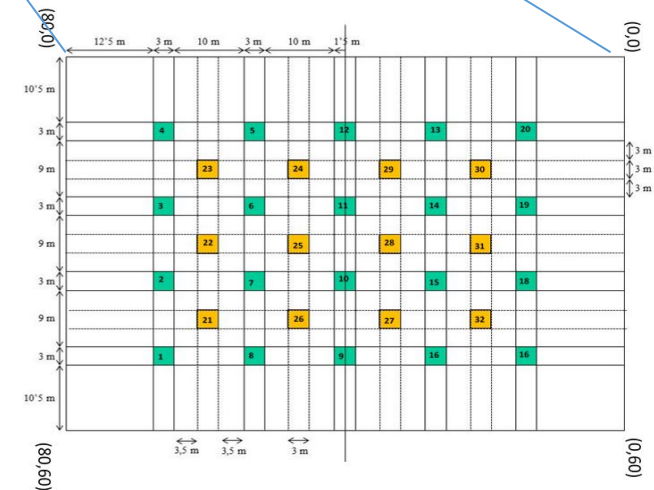 (80,0)
(0,0)
12'5 m 3 m 10 m 3 m 10 m 1'5 m
10'5 m
3 m 4 5 12 13 20
3 m
9 m 23 24 29 30 3 m
3 m
3 m 3 6 11 14 19
9 m 22 25 28 31
3 m 2 7 10 15 18
9 m 21 26 27 32
3 m 1 8 9 16 16
10'5 m
3,5 m 3,5 m 3 m
(80,60)
(0,60)